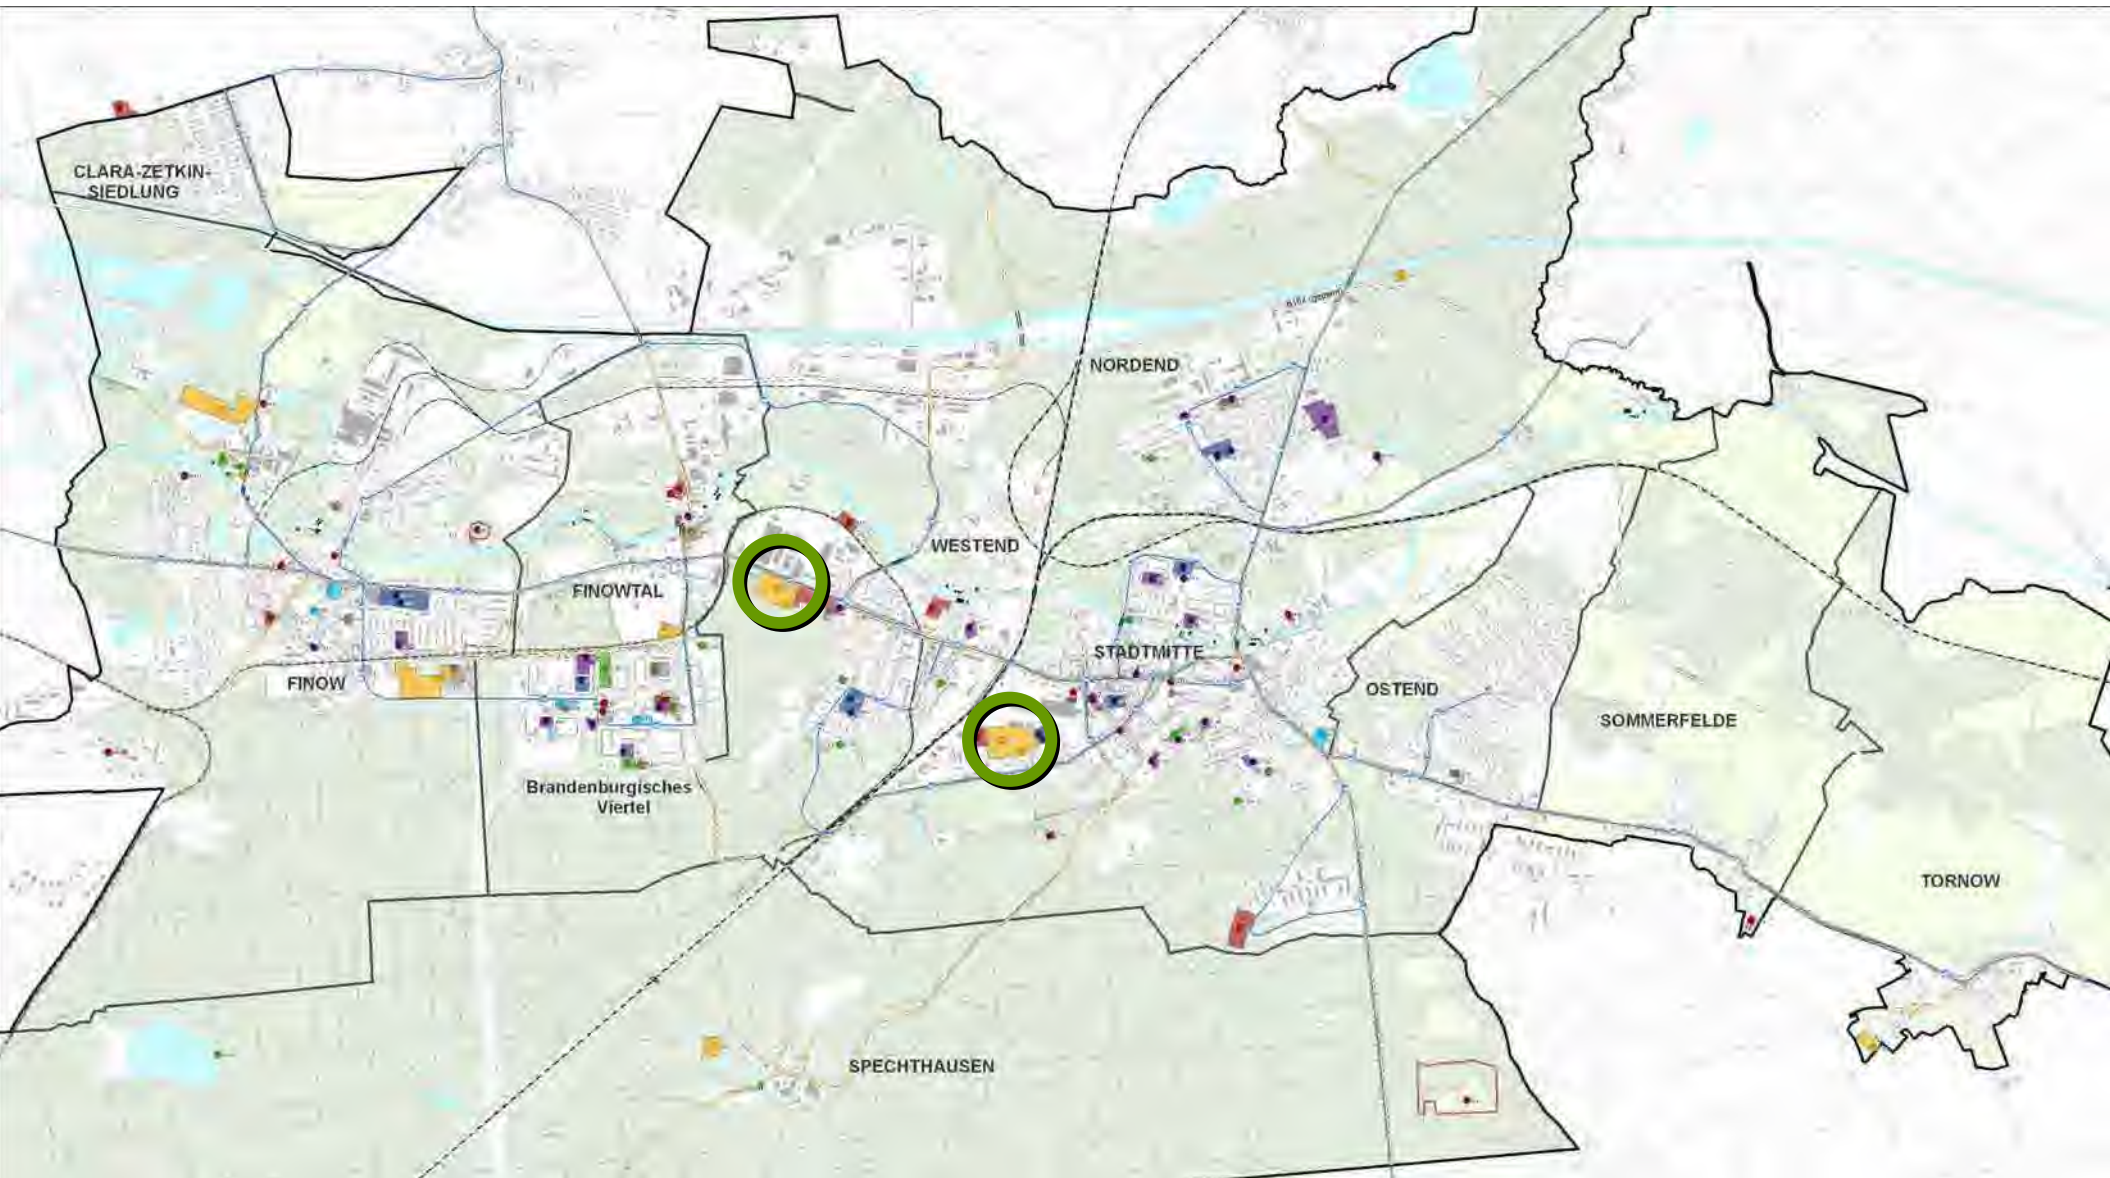 CLARA-ZETKIN-
SIEDLUNG
NORDEND
WESTEND
FINOWTAL
STADTMITTE
FINOW
OSTEND
SOMMERFELDE
Brandenburgisches
Viertel
TORNOW
SPECHTHAUSEN